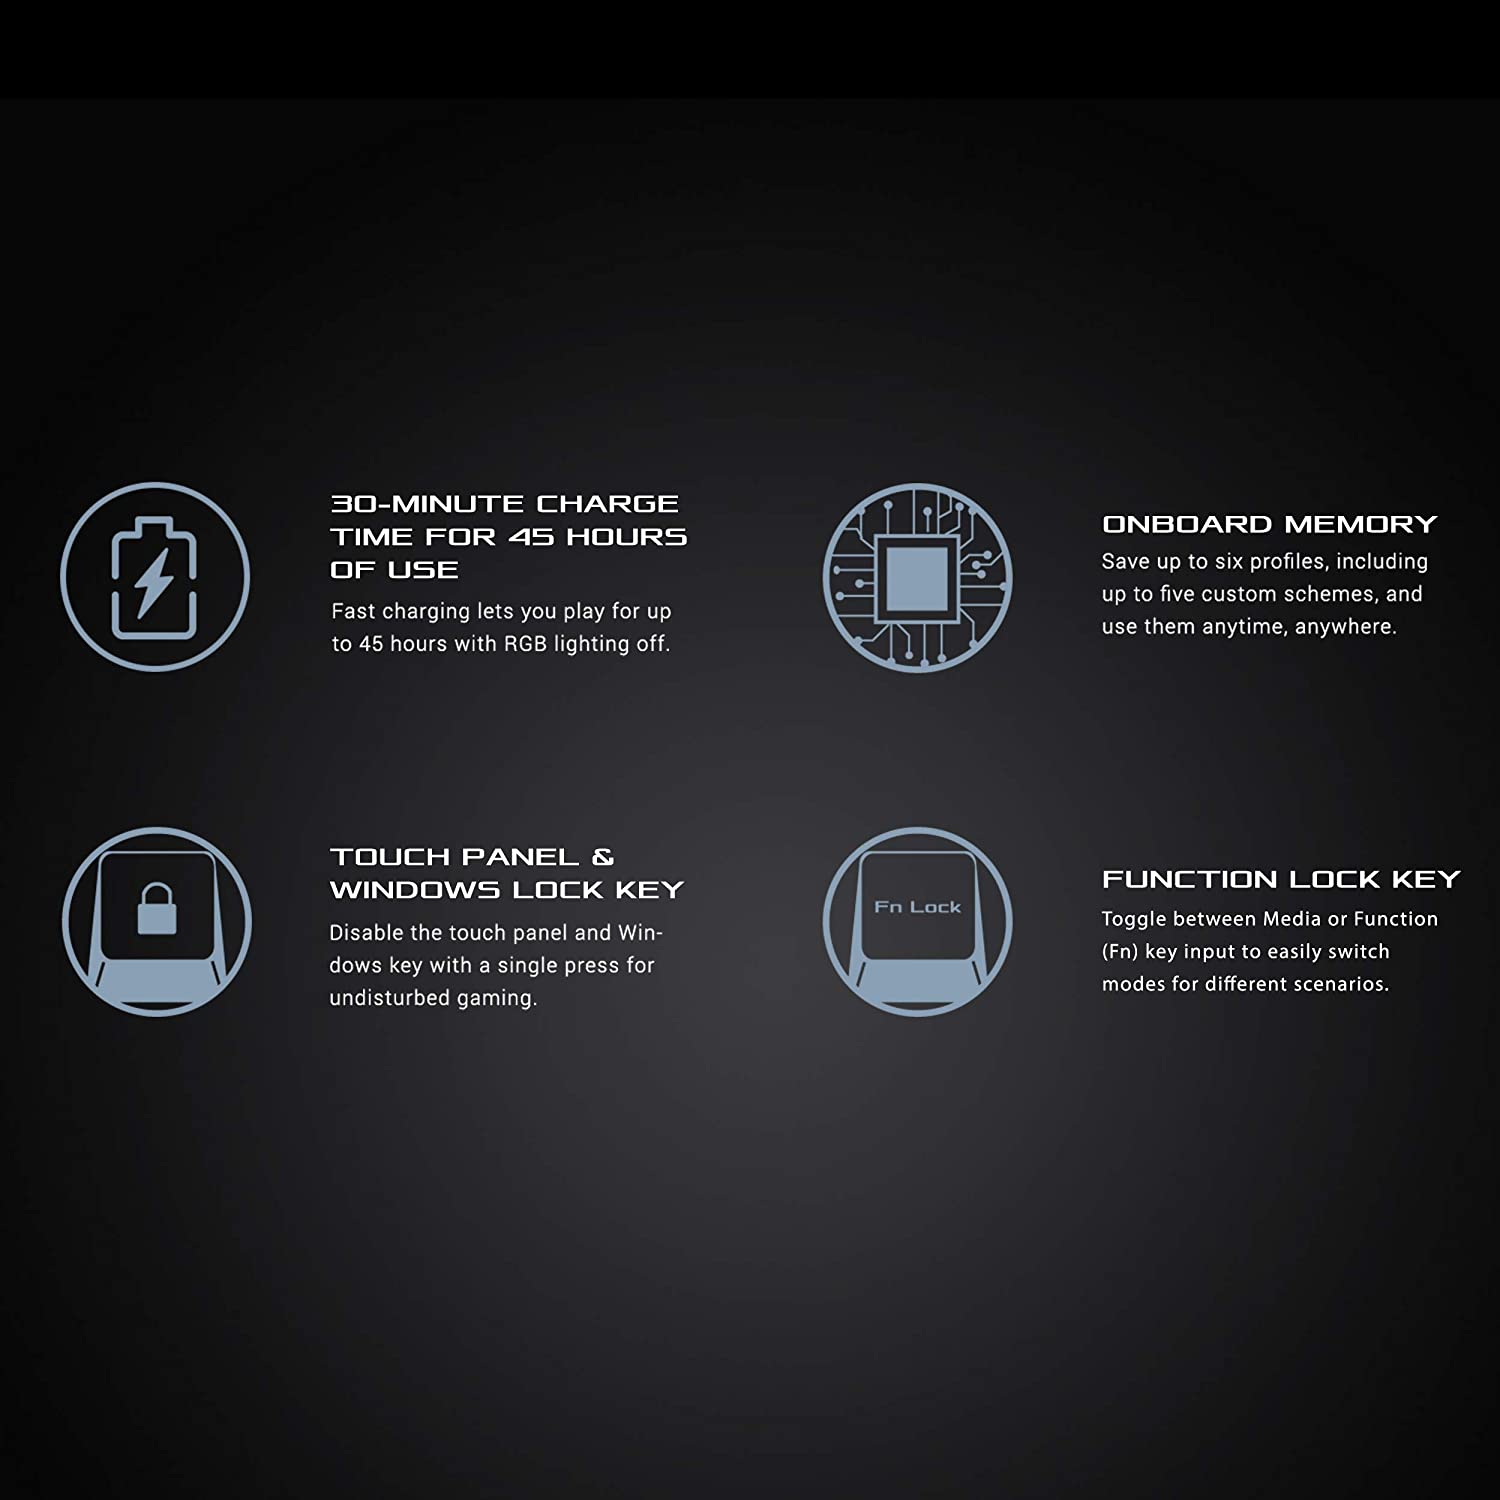 30-MINUTE CHARGE
TIME FOR 45 HOURS
OF USE
Fast charging lets you play for up
to 45 hours with RGB lighting off.
ONBOARD MEMORY
Save up to six profiles, including
up to five custom schemes, and
use them anytime, anywhere.
TOUCH PANEL &
WINDOWS LOCK KEY
Disable the touch panel and Win-
dows key with a single press for
undisturbed gaming.
Fn Lock
FUNCTION LOCK KEY
Toggle between Media or Function
(Fn) key input to easily switch
modes for different scenarios.